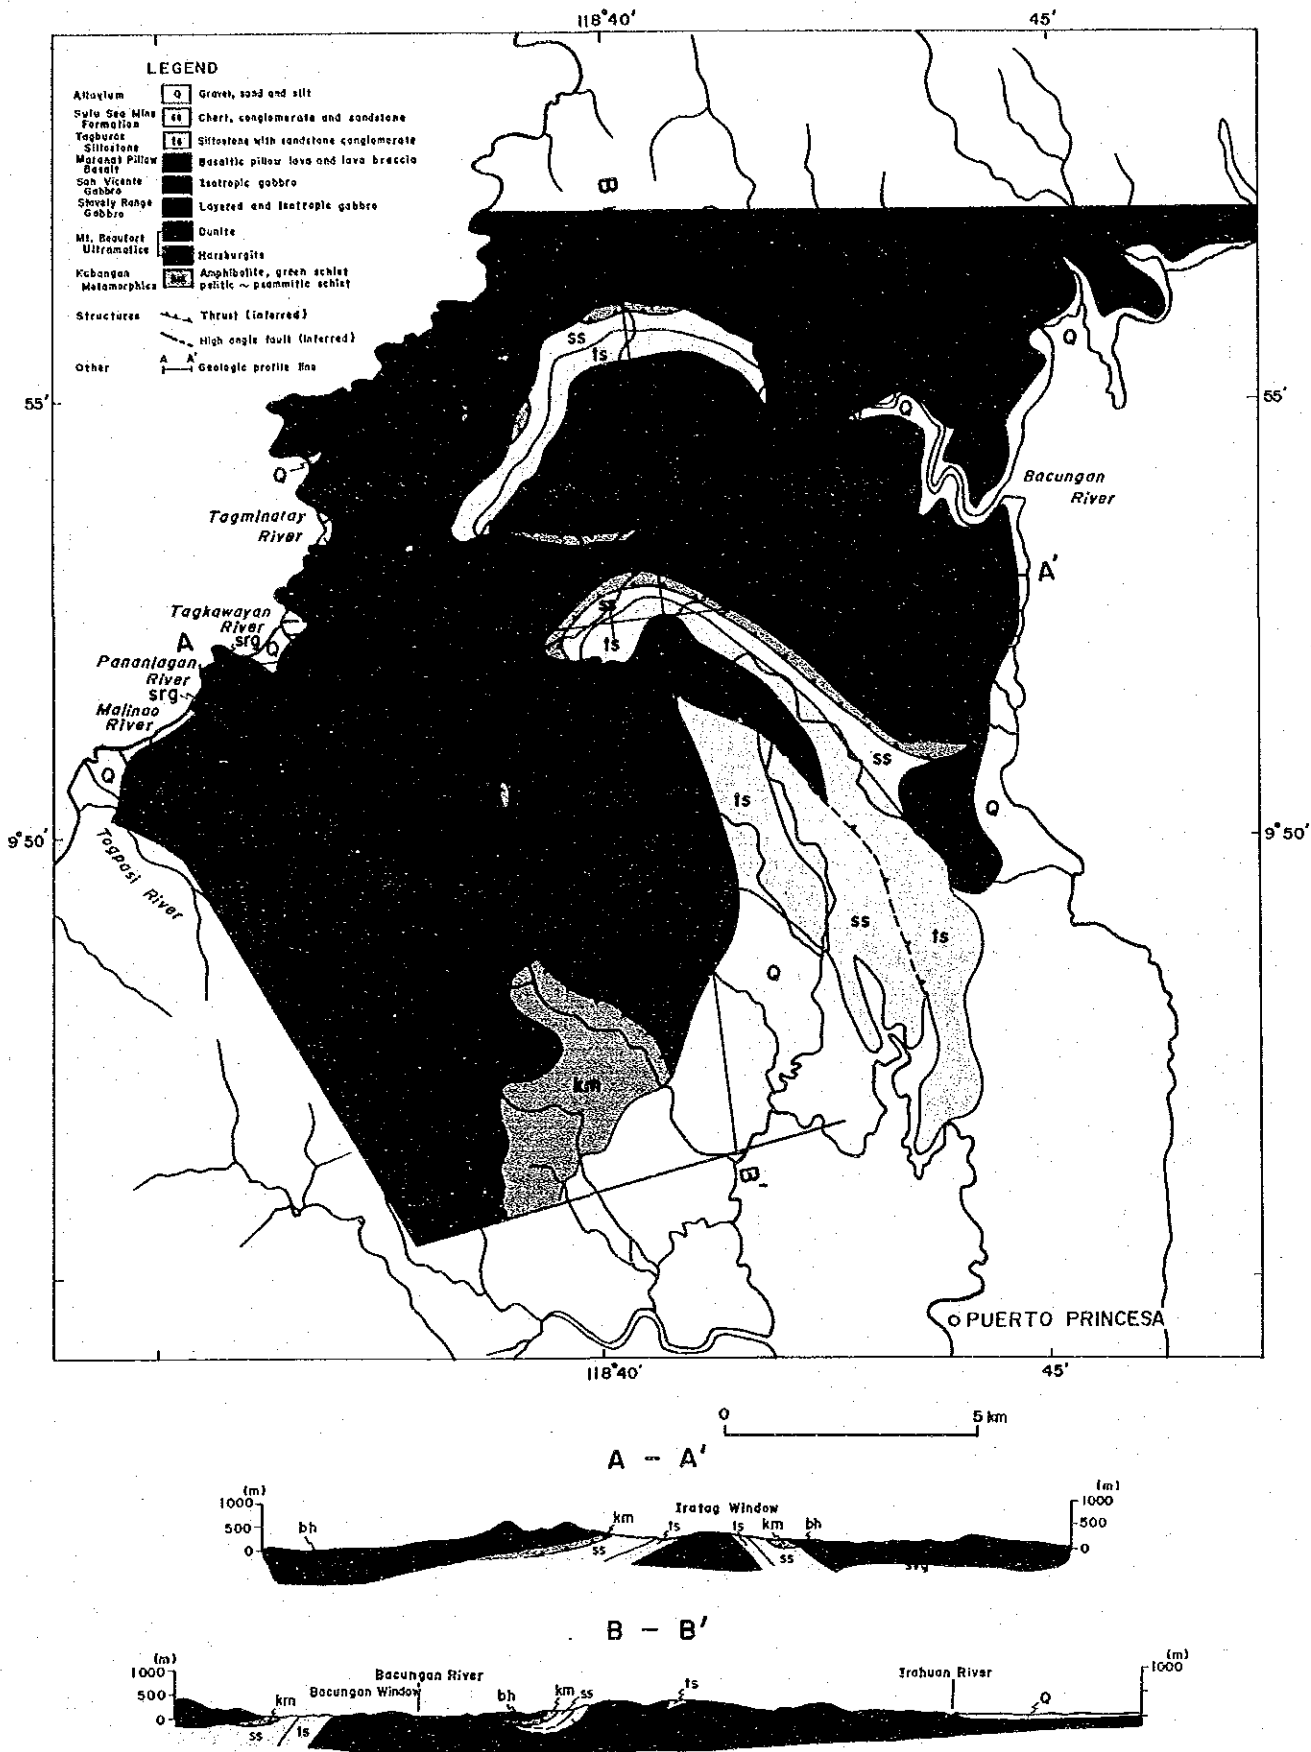 118°40'
45'
LEGEND
Alluvium Q Gravel, sand and silt
Sulu Sea Mine Formation ss Chert, conglomerate and sandstone
Tagburos Siltstone ts Siltstone with sandstone conglomerate
Maranat Pillow Basalt Basaltic pillow lava and lava breccia
San Vicente Gabbro Isotropic gabbro
Stavely Range Gabbro Layered and isotropic gabbro
Mt. Beaufort Ultramafics Dunite
Harzburgite
Kabangan Metamorphics km Amphibolite, green schist
pelitic ~ psammitic schist
Structures Thrust (inferred)
High angle fault (inferred)
A A'
Other Geologic profile line
B
Q
ss
ts
55'
55'
Q
Q
Bacungan
River
Tagminatay
River
A'
Tagkawayan
River
A
srg
Q
ss
ts
Pananlagan
River
srg
Malinao
River
Q
ss
ts
Q
9°50'
9°50'
Tagpasi River
ss
ts
Q
km
B'
PUERTO PRINCESA
118°40'
45'
0 5 km
A - A'
(m) (m)
1000 Iratag Window 1000
500 bh km ts ts km bh 500
0 ss ss 0
srg
B - B'
(m) (m)
1000 Bacungan River Irahuan River 1000
500 km Bacungan Window bh km ss ts Q
0 ss ts